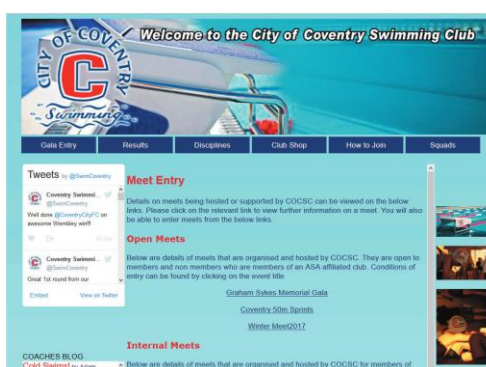 CITY OF COVENTRY
C
Swimming
Welcome to the City of Coventry Swimming Club
Gala Entry
Results
Disciplines
Club Shop
How to Join
Squads
Tweets by @SwimCoventry
Coventry Swimmi...
@SwimCoventry
Well done @CoventryCityFC on
awesome Wembley win!!!
Coventry Swimmi...
@SwimCoventry
Great 1st round from our
Embed
View on Twitter
COACHES BLOG
Cold Swims! by Adam
Meet Entry
Details on meets being hosted or supported by COCSC can be viewed on the below
links. Please click on the relevant link to view further information on a meet. You will also
be able to enter meets from the below links.
Open Meets
Below are details of meets that are organised and hosted by COCSC. They are open to
members and non members who are members of an ASA affiliated club. Conditions of
entry can be found by clicking on the event title
Graham Sykes Memorial Gala
Coventry 50m Sprints
Winter Meet2017
Internal Meets
Below are details of meets that are organised and hosted by COCSC for members of